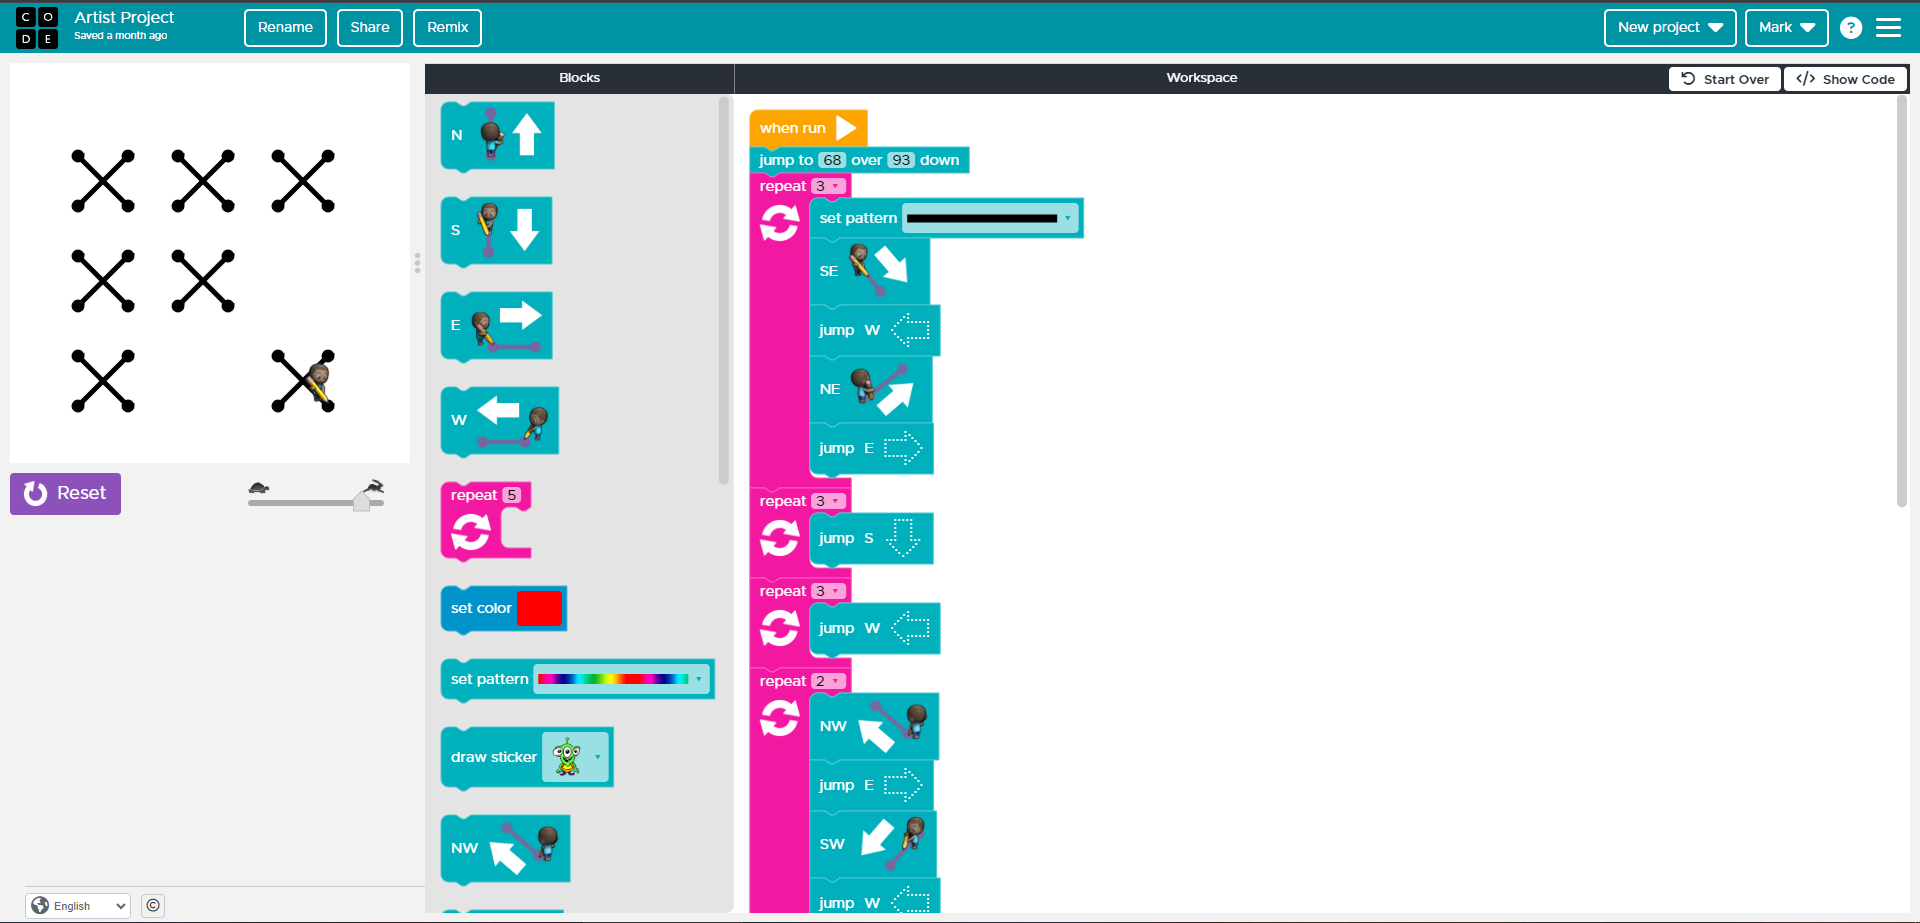 CO
DE
Artist Project
Saved a month ago
Rename
Share
Remix
New project
Mark
?
Blocks
Workspace
Start Over
</> Show Code
N
S
E
W
repeat 5
set color
set pattern
draw sticker
NW
when run
jump to 68 over 93 down
repeat 3
set pattern
SE
jump W
NE
jump E
repeat 3
jump S
repeat 3
jump W
repeat 2
NW
jump E
SW
jump W
Reset
English
©